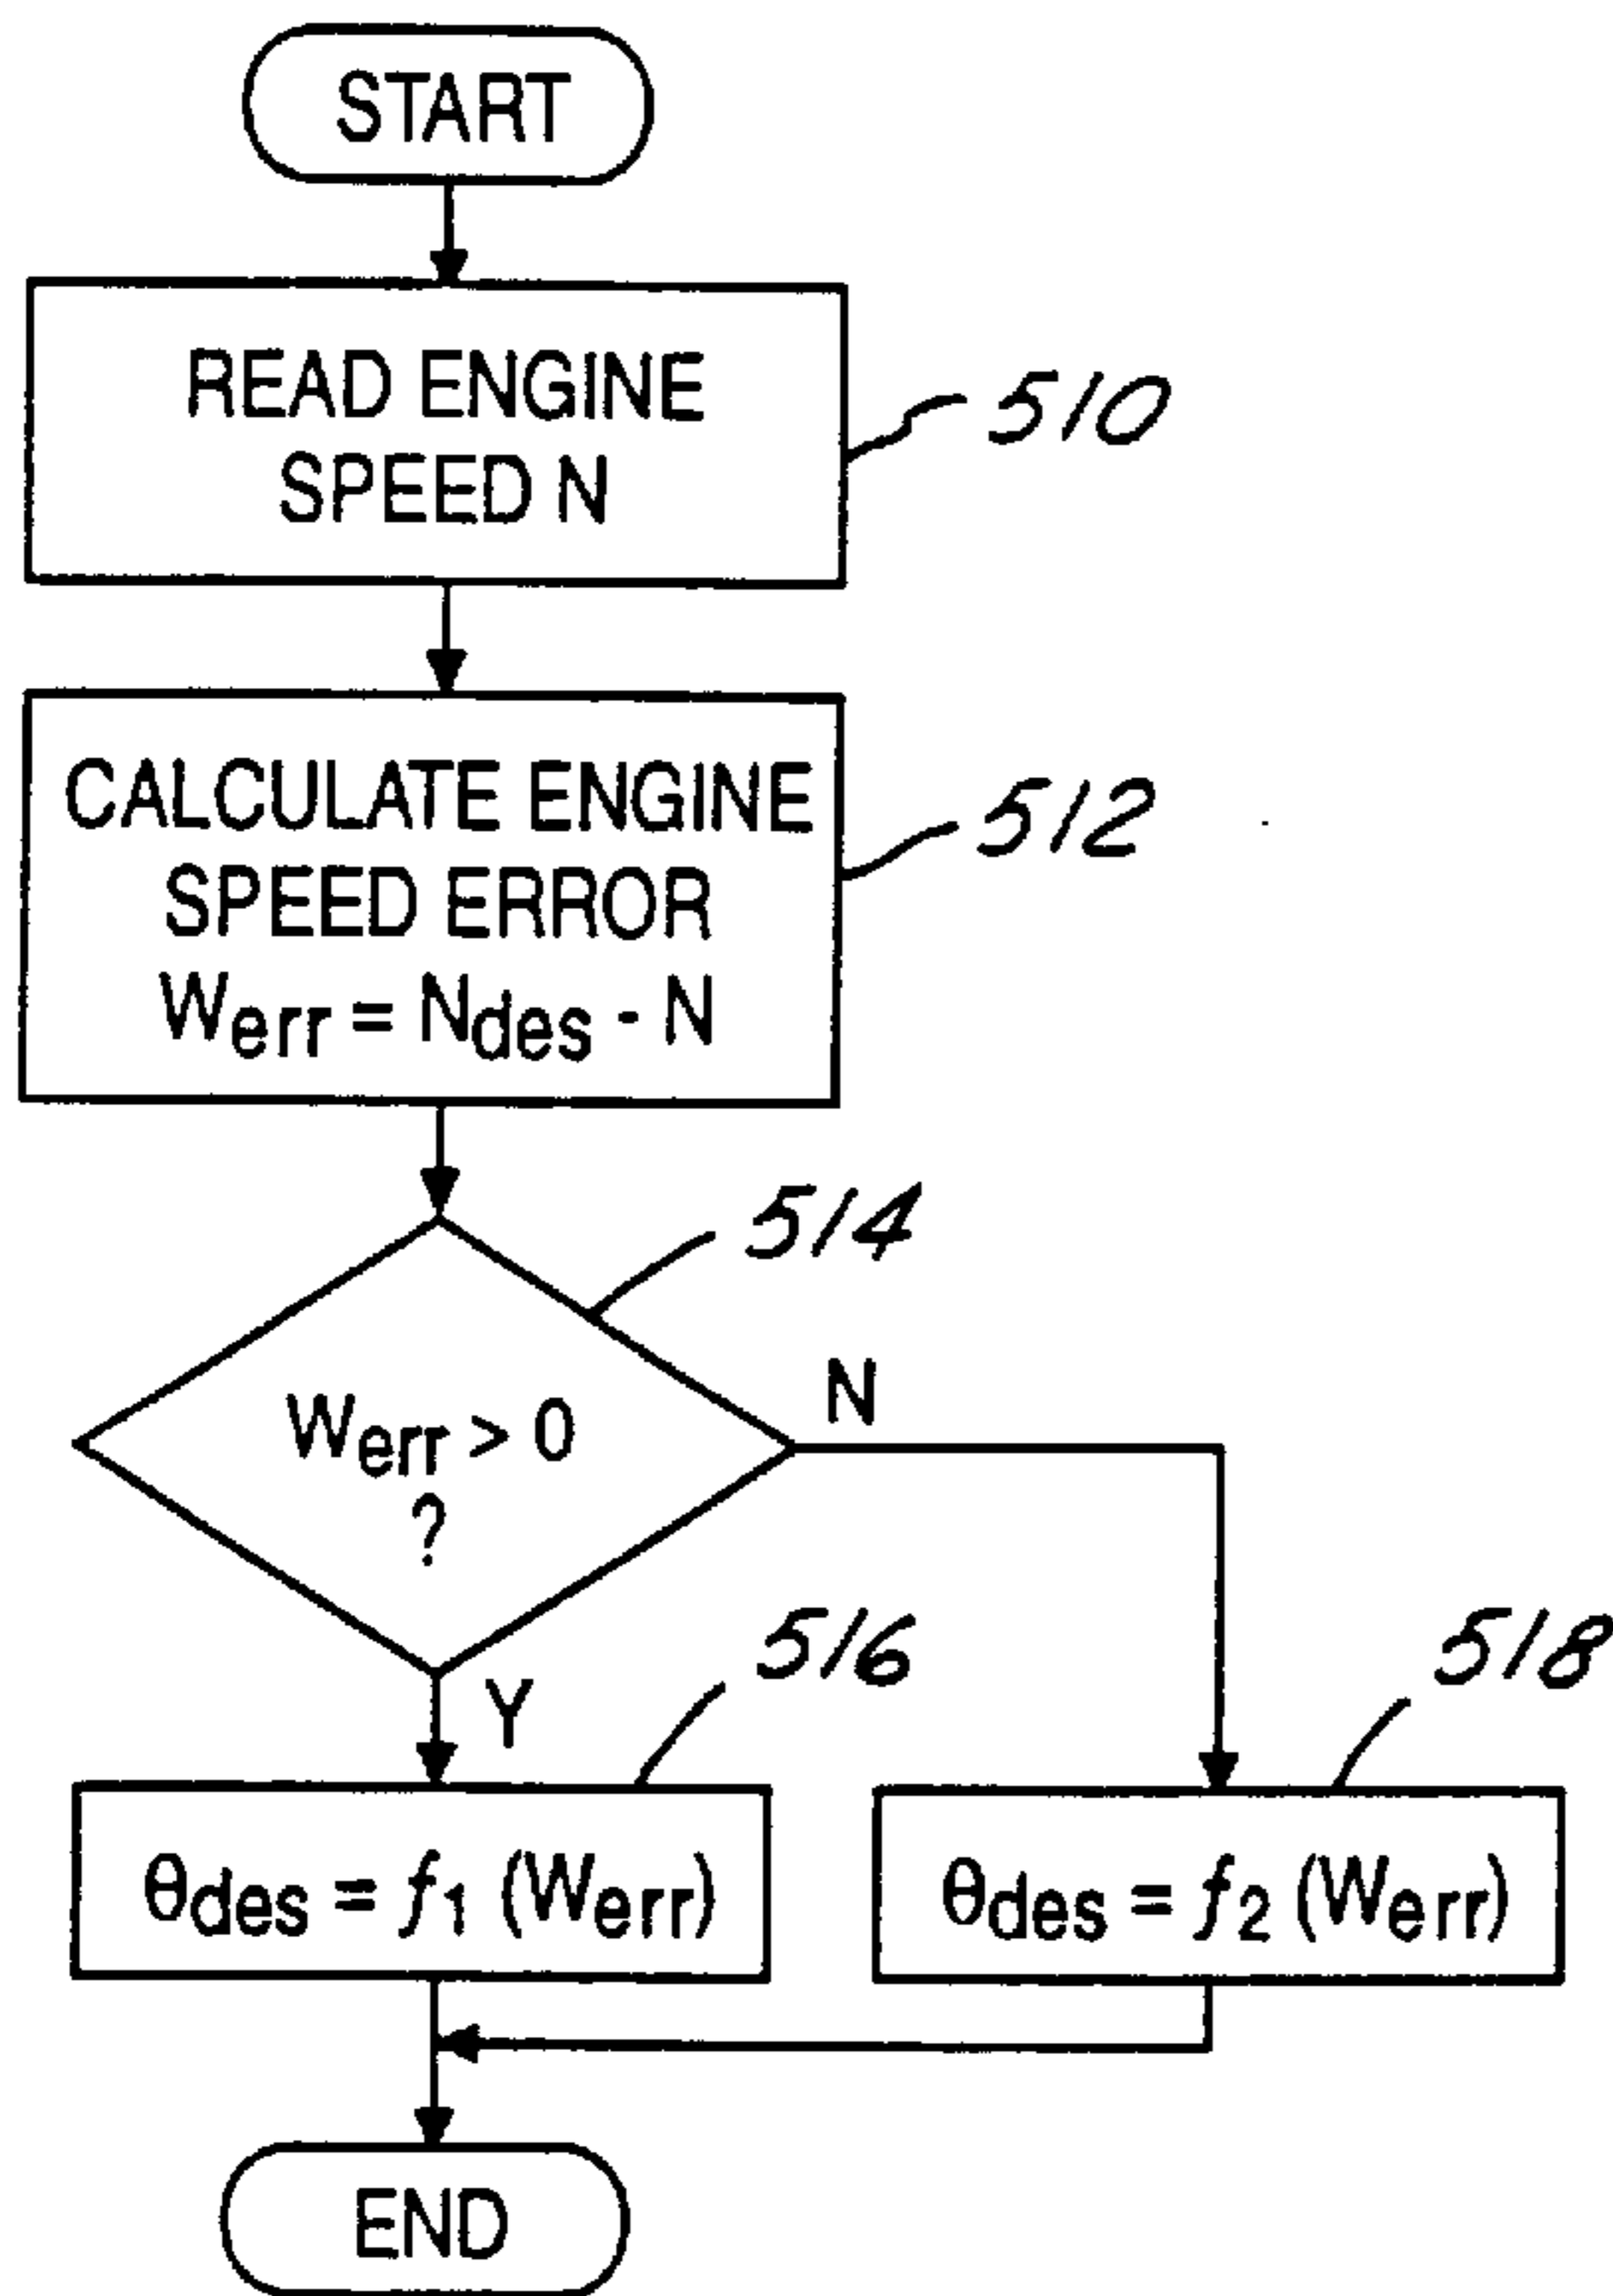 START
READ ENGINE
SPEED N
510
CALCULATE ENGINE
SPEED ERROR
Werr = Ndes - N
512
514
Werr > 0
?
N
Y
516
518
θdes = f1 (Werr)
θdes = f2 (Werr)
END